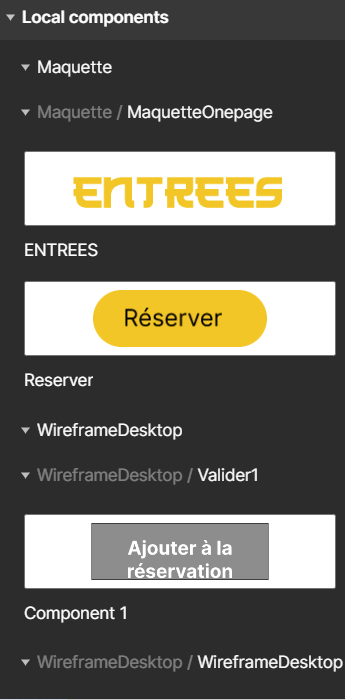 Local components
Maquette
Maquette / MaquetteOnepage
ENTREES
ENTREES
Réserver
Reserver
WireframeDesktop
WireframeDesktop / Valider1
Ajouter à la
réservation
Component 1
WireframeDesktop / WireframeDesktop